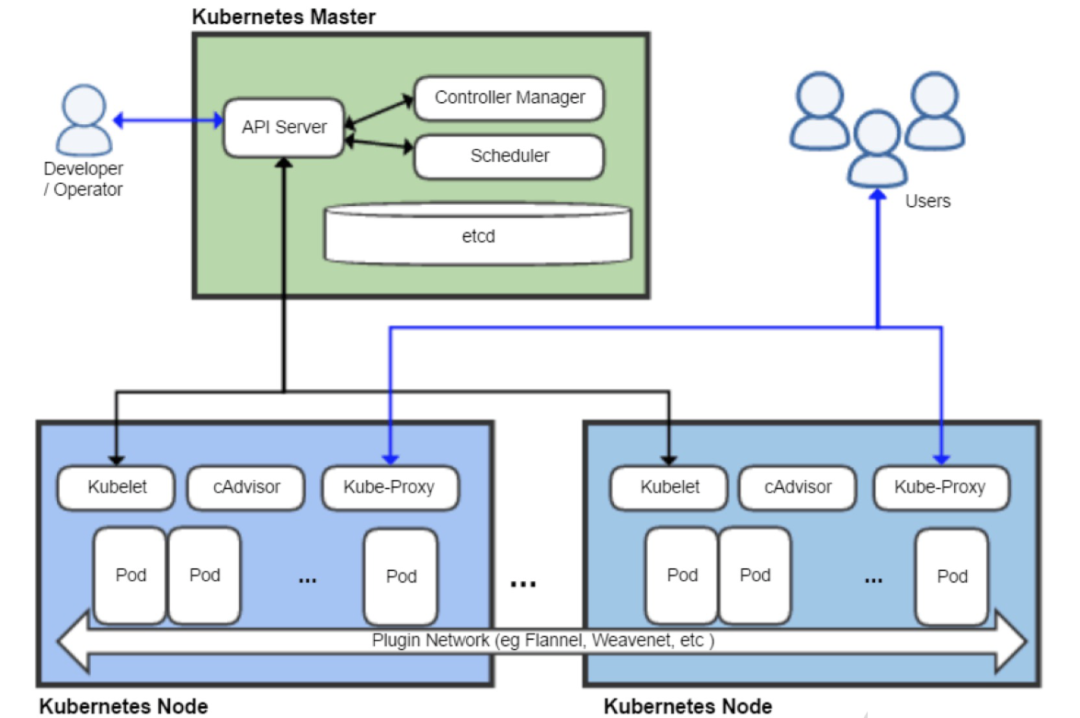 Kubernetes Master
Controller Manager
API Server
Scheduler
etcd
Developer
/ Operator
Users
Kubelet
cAdvisor
Kube-Proxy
Pod
Pod
...
Pod
Kubernetes Node
...
Kubelet
cAdvisor
Kube-Proxy
Pod
Pod
...
Pod
Plugin Network (eg Flannel, Weavenet, etc )
Kubernetes Node